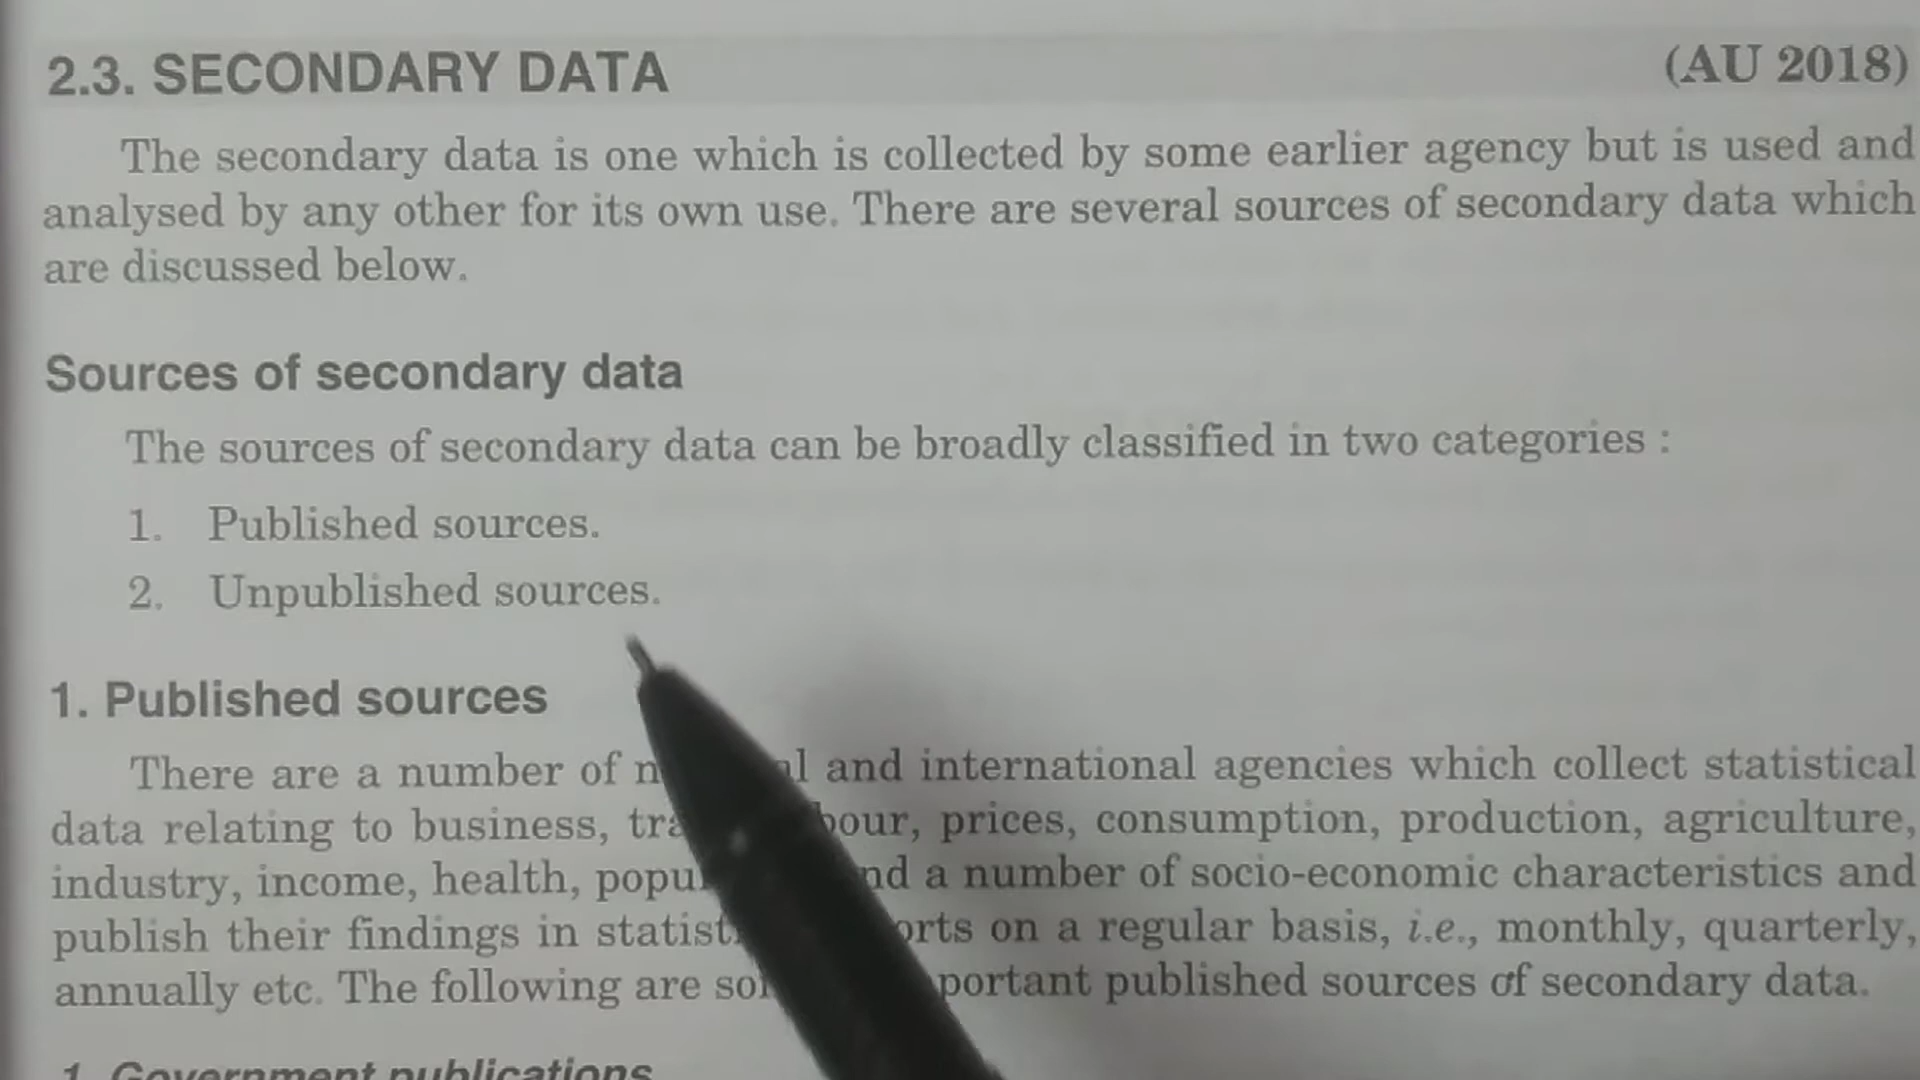 2.3. SECONDARY DATA (AU 2018)
The secondary data is one which is collected by some earlier agency but is used and
analysed by any other for its own use. There are several sources of secondary data which
are discussed below.
Sources of secondary data
The sources of secondary data can be broadly classified in two categories :
1. Published sources.
2. Unpublished sources.
1. Published sources
There are a number of and international agencies which collect statistical
data relating to business, prices, consumption, production, agriculture,
industry, income, health, a number of socio-economic characteristics and
publish their findings in on a regular basis, i.e., monthly, quarterly,
annually etc. The following are published sources of secondary data.
1. Government publications